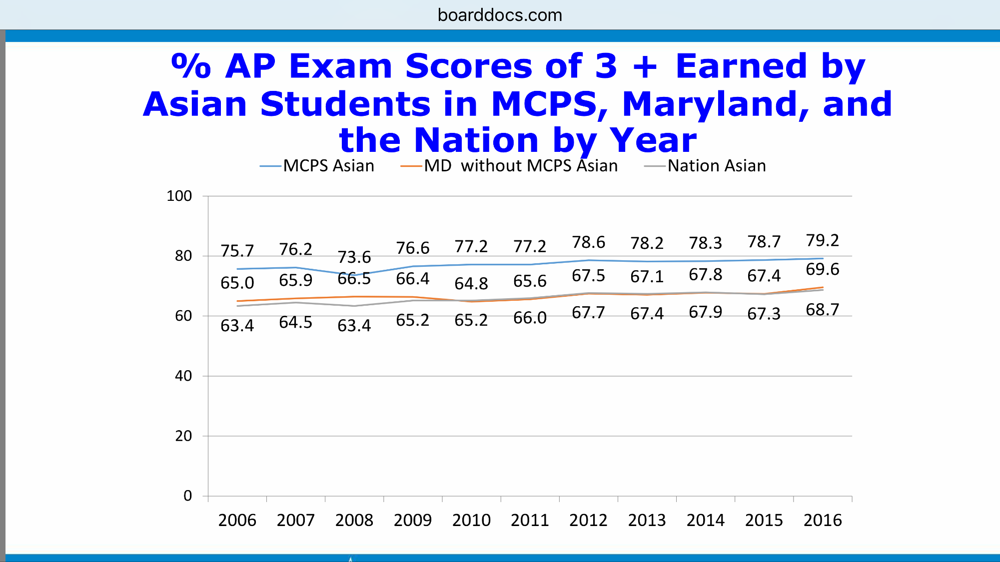 boarddocs.com
% AP Exam Scores of 3 + Earned by
Asian Students in MCPS, Maryland, and
the Nation by Year
MCPS Asian MD without MCPS Asian Nation Asian
100
80
60
40
20
0
75.7 76.2 73.6 76.6 77.2 77.2 78.6 78.2 78.3 78.7 79.2
65.0 65.9 66.5 66.4 64.8 65.6 67.5 67.1 67.8 67.4 69.6
63.4 64.5 63.4 65.2 65.2 66.0 67.7 67.4 67.9 67.3 68.7
2006 2007 2008 2009 2010 2011 2012 2013 2014 2015 2016